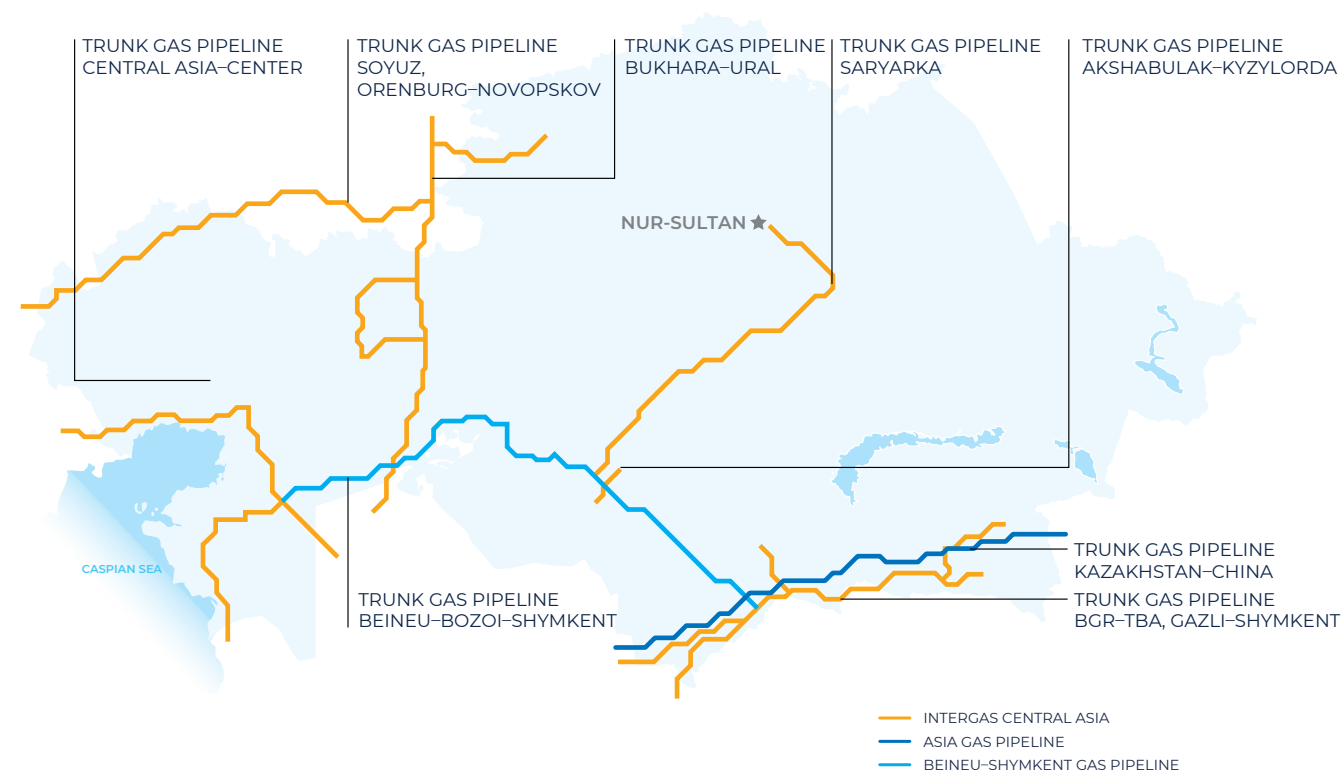 TRUNK GAS PIPELINE
CENTRAL ASIA–CENTER
TRUNK GAS PIPELINE
SOYUZ,
ORENBURG–NOVOPSKOV
TRUNK GAS PIPELINE
BUKHARA–URAL
TRUNK GAS PIPELINE
SARYARKA
TRUNK GAS PIPELINE
AKSHABULAK–KYZYLORDA
NUR-SULTAN
CASPIAN SEA
TRUNK GAS PIPELINE
BEINEU–BOZOI–SHYMKENT
TRUNK GAS PIPELINE
KAZAKHSTAN–CHINA
TRUNK GAS PIPELINE
BGR–TBA, GAZLI–SHYMKENT
INTERGAS CENTRAL ASIA
ASIA GAS PIPELINE
BEINEU–SHYMKENT GAS PIPELINE